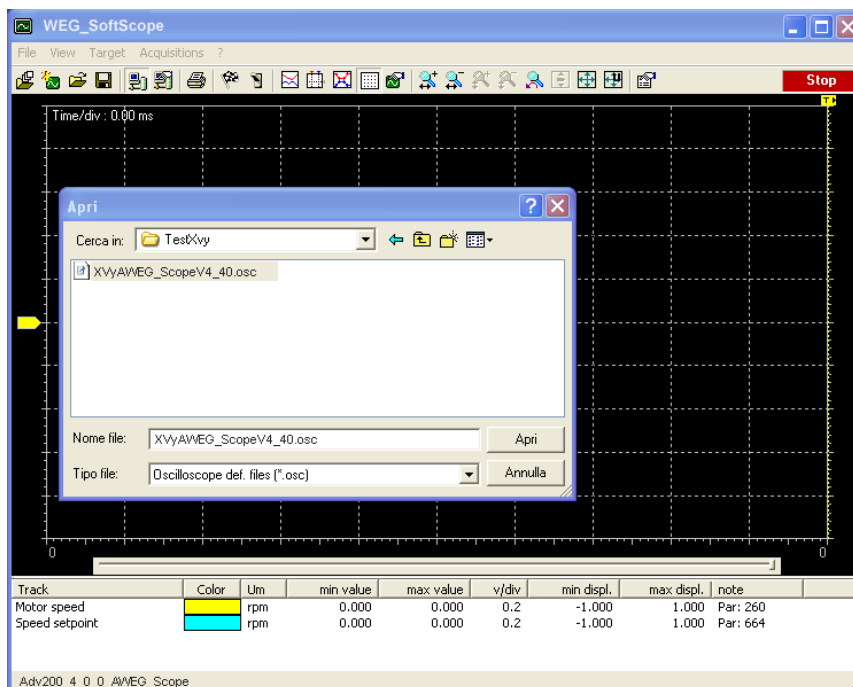 WEG_SoftScope
File View Target Acquisitions ?
Stop
T
Time/div : 0.00 ms
Apri
Cerca in: TestXvy
XVyAWEG_ScopeV4_40.osc
Nome file: XVyAWEG_ScopeV4_40.osc Apri
Tipo file: Oscilloscope def. files (*.osc) Annulla
0 0
Track Color Um min value max value v/div min displ. max displ. note
Motor speed rpm 0.000 0.000 0.2 -1.000 1.000 Par: 260
Speed setpoint rpm 0.000 0.000 0.2 -1.000 1.000 Par: 664
Adv200 4 0 0 AWEG Scope